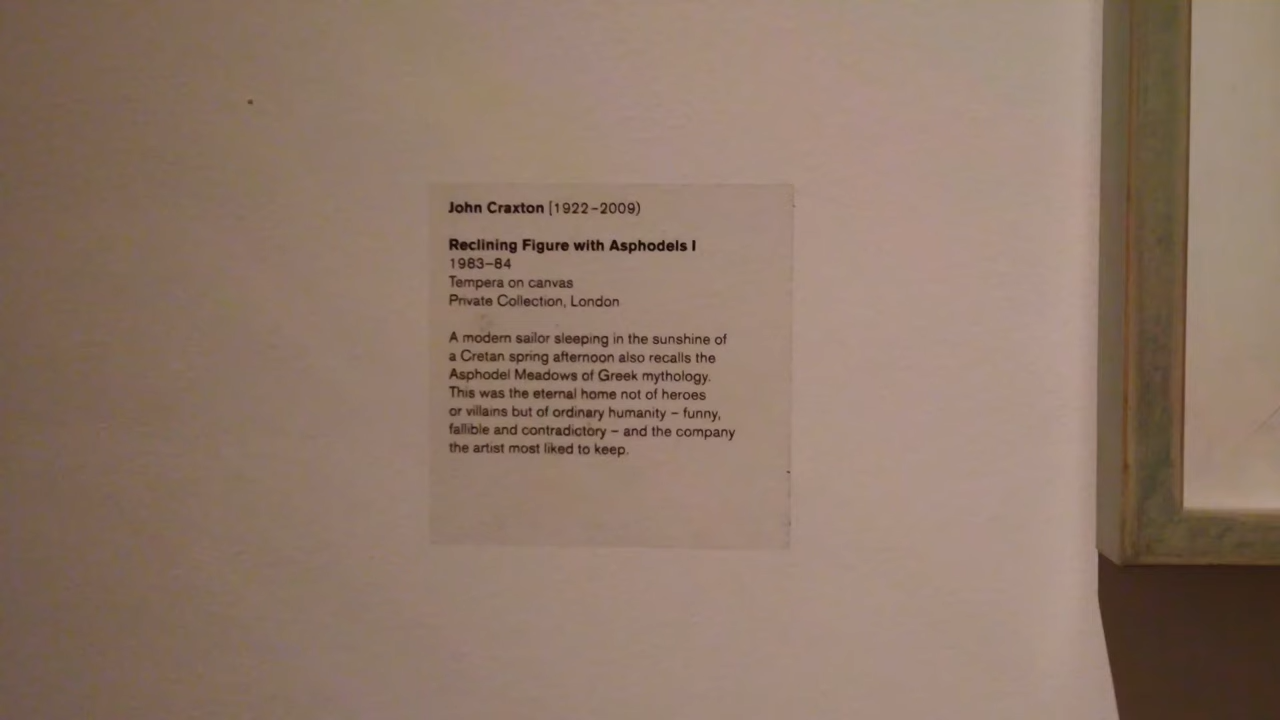 John Craxton (1922–2009)
Reclining Figure with Asphodels I
1983–84
Tempera on canvas
Private Collection, London
A modern sailor sleeping in the sunshine of
a Cretan spring afternoon also recalls the
Asphodel Meadows of Greek mythology.
This was the eternal home not of heroes
or villains but of ordinary humanity – funny,
fallible and contradictory – and the company
the artist most liked to keep.